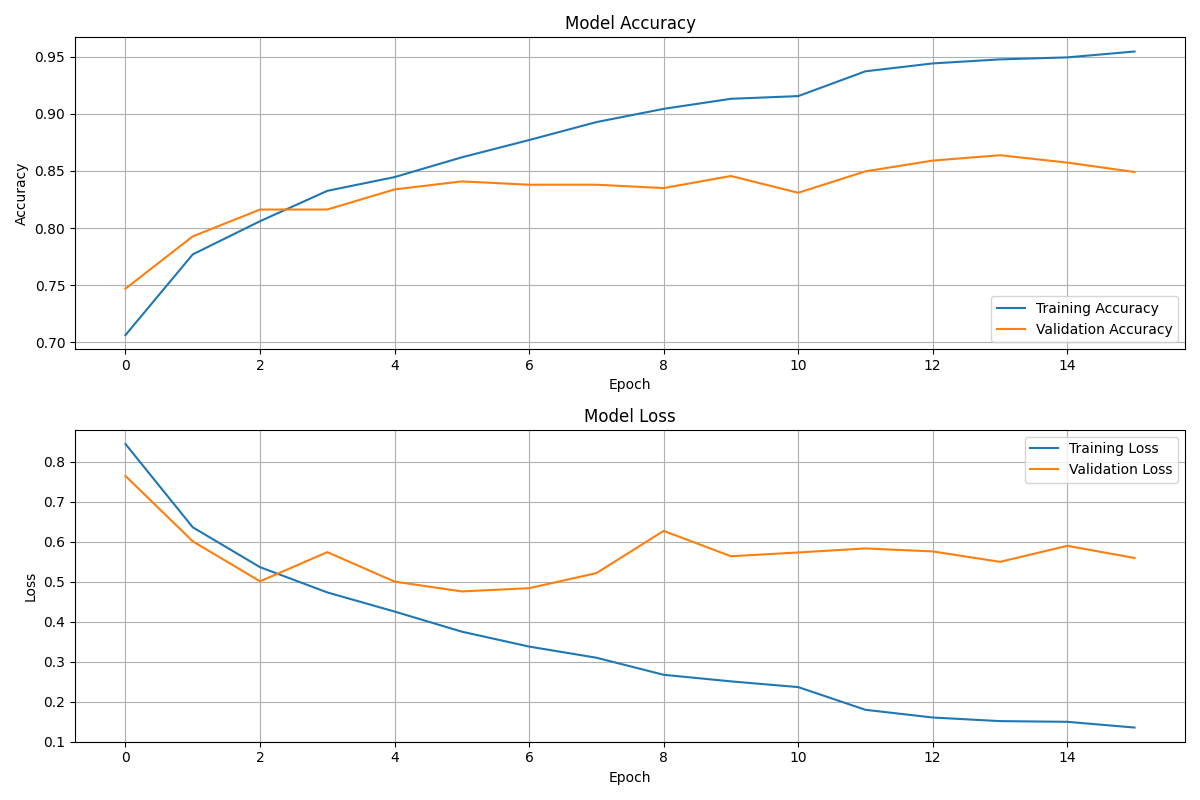 Model Accuracy
0.95
0.90
0.85
0.80
0.75
0.70
Accuracy
Training Accuracy
Validation Accuracy
0 2 4 6 8 10 12 14
Epoch
Model Loss
0.8
0.7
0.6
0.5
0.4
0.3
0.2
0.1
Loss
Training Loss
Validation Loss
0 2 4 6 8 10 12 14
Epoch